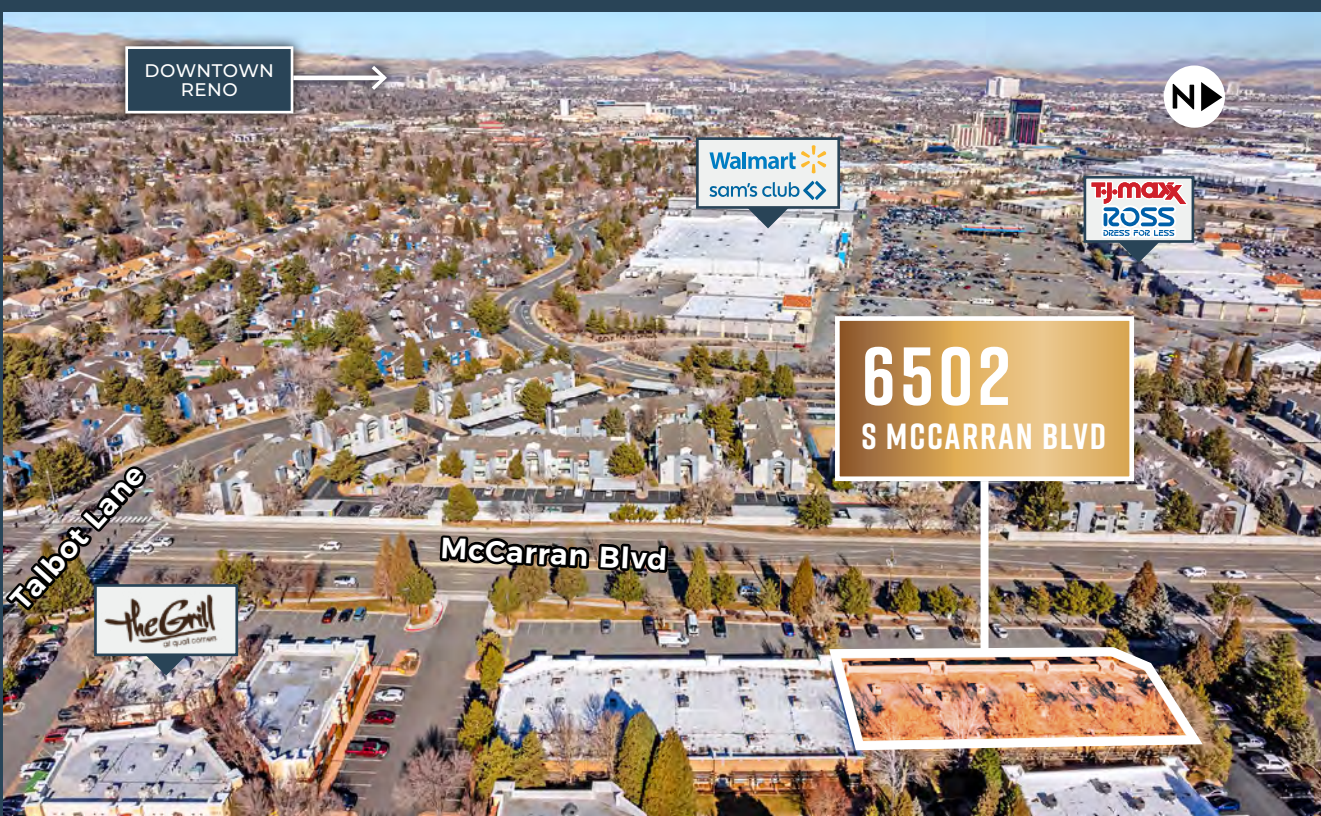 DOWNTOWN
RENO
N
Walmart
sam's club
T.J.maxx
ROSS
DRESS FOR LESS
6502
S MCCARRAN BLVD
McCarran Blvd
Talbot Lane
the Grill
at quail corners